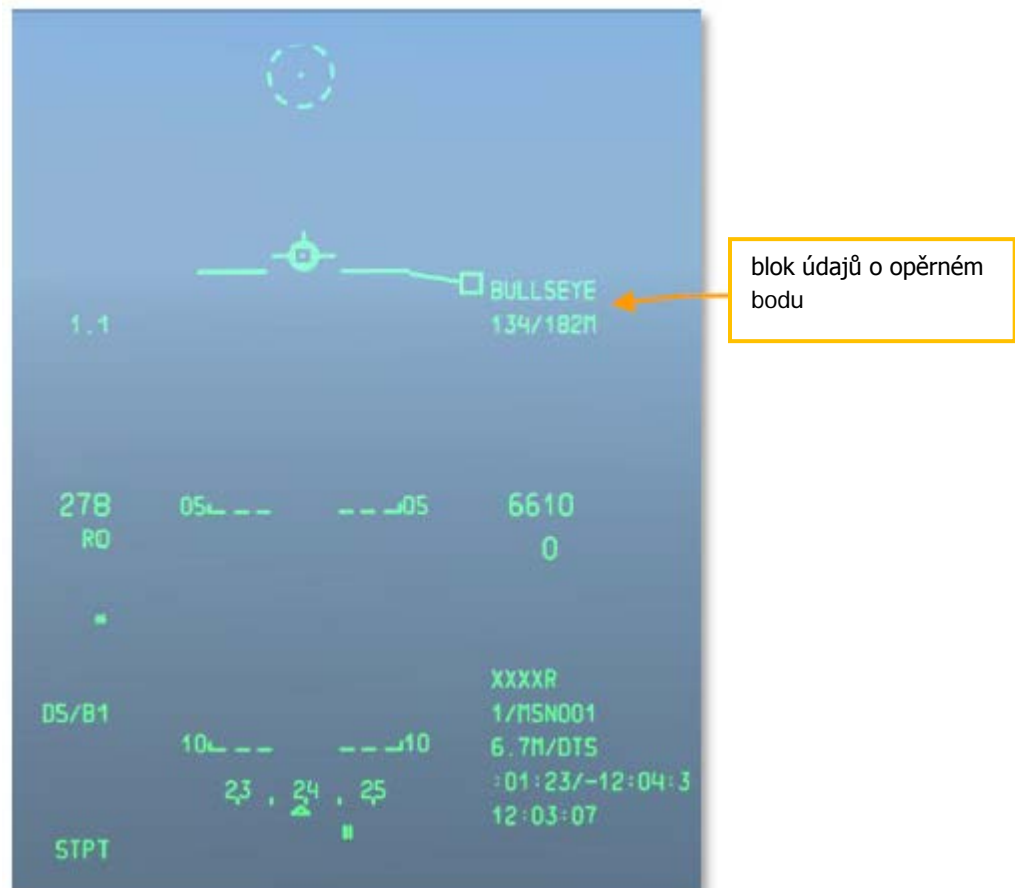 BULLSEYE
134/182M
blok údajů o opěrném
bodu
1.1
278
05
05
6610
RO
0
XXXXR
D5/B1
1/MSN001
10
10
6.7M/DTS
23 , 24 , 25
:01:23/-12:04:3
12:03:07
STPT